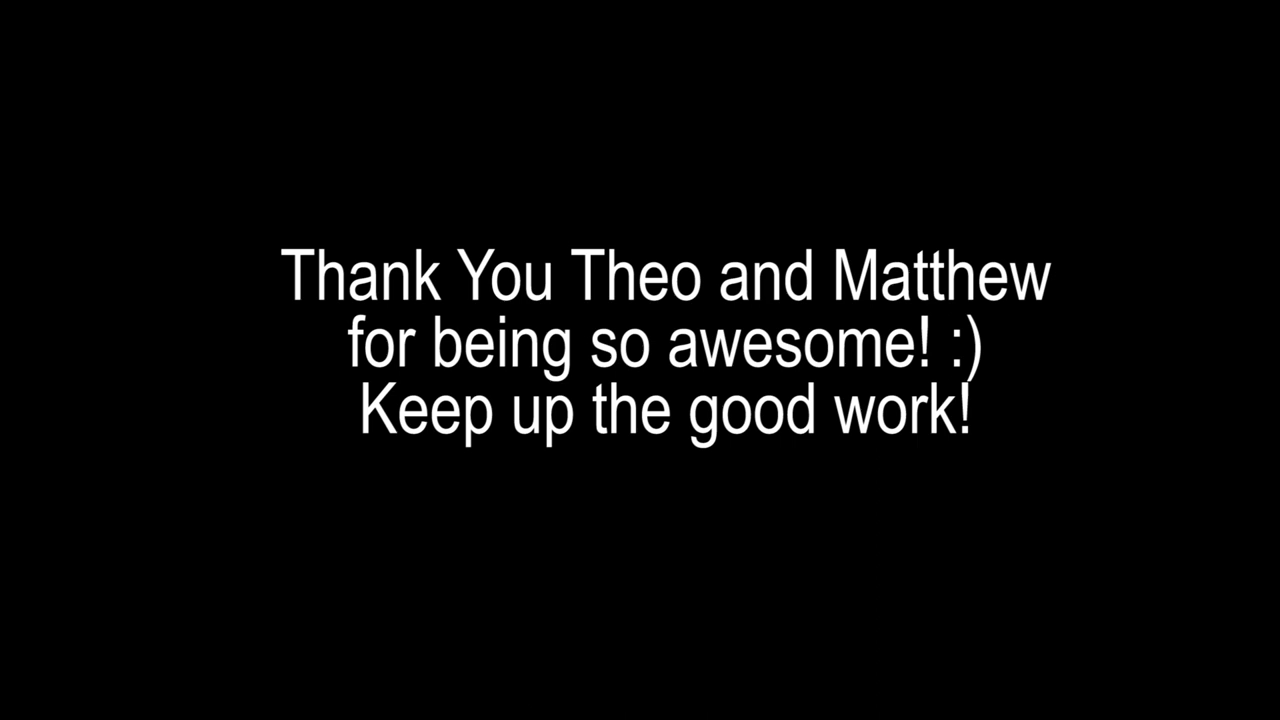 Thank You Theo and Matthew
for being so awesome! :)
Keep up the good work!